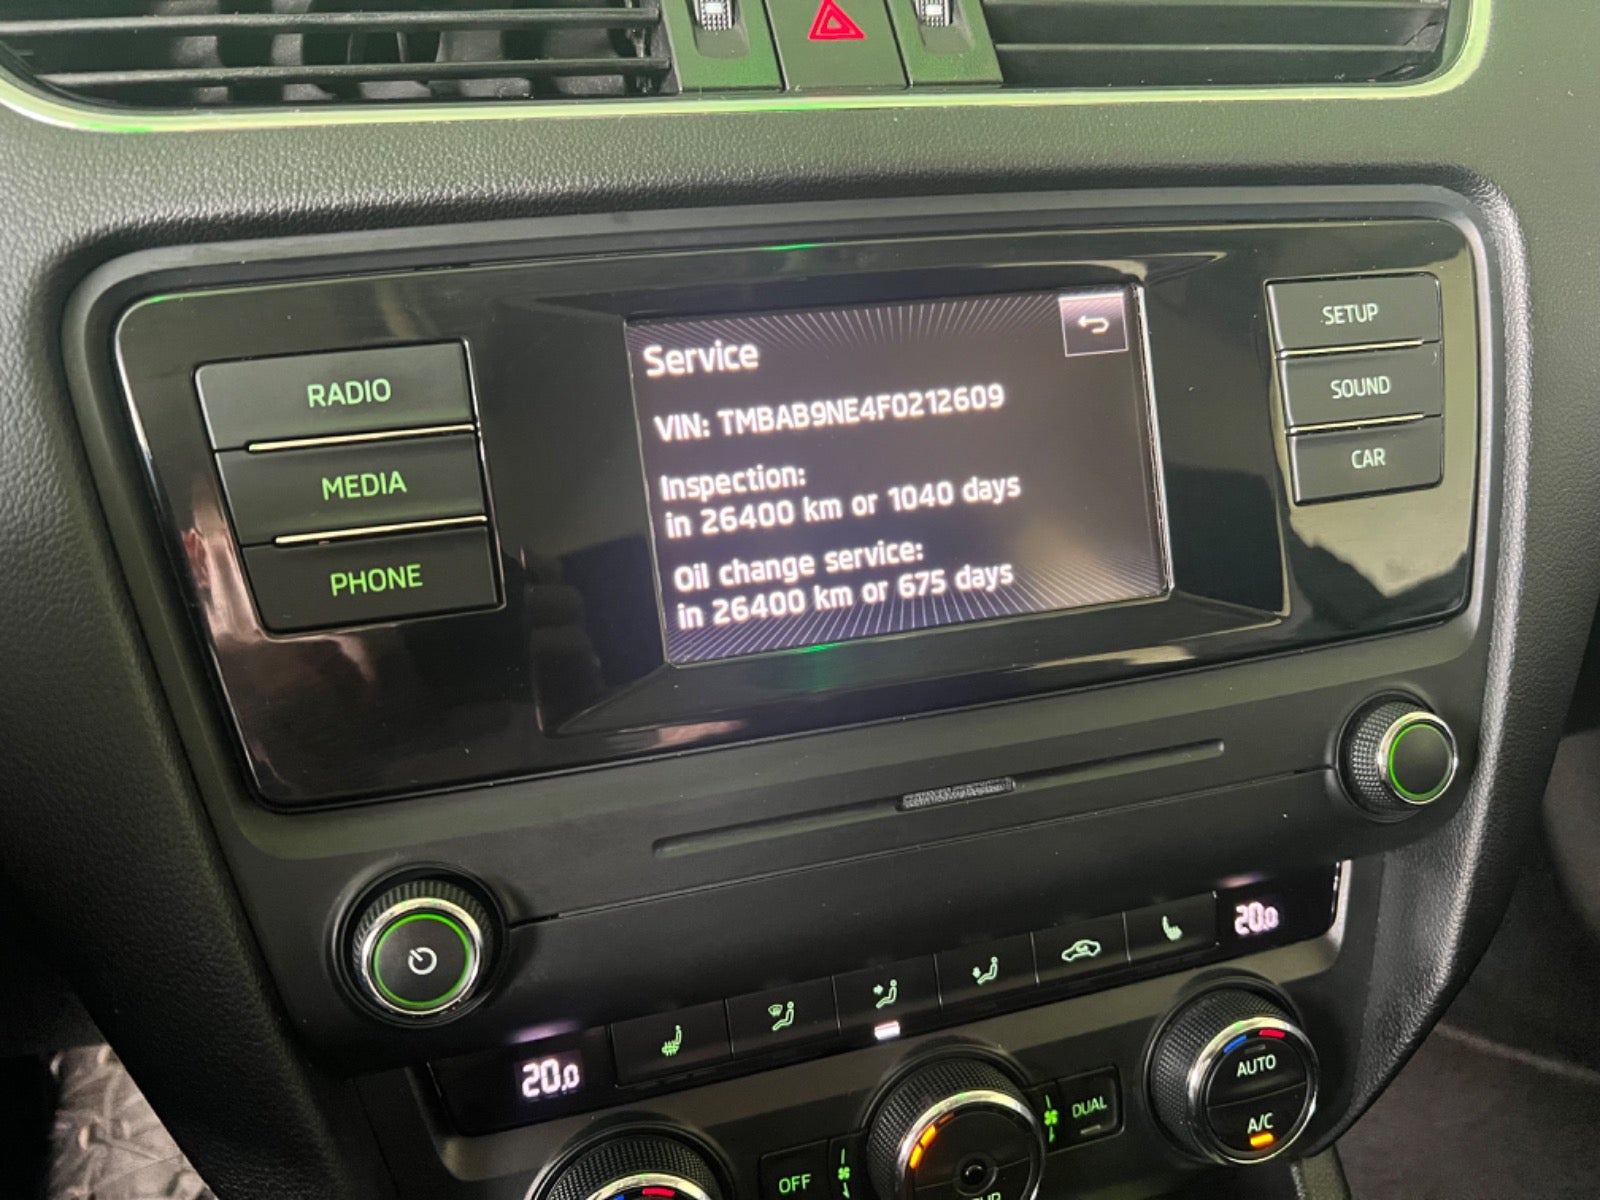 RADIO
MEDIA
PHONE
Service
VIN: TMBAB9NE4F0212609
Inspection:
in 26400 km or 1040 days
Oil change service:
in 26400 km or 675 days
SETUP
SOUND
CAR
20.0
20.0
OFF
DUAL
AUTO
A/C